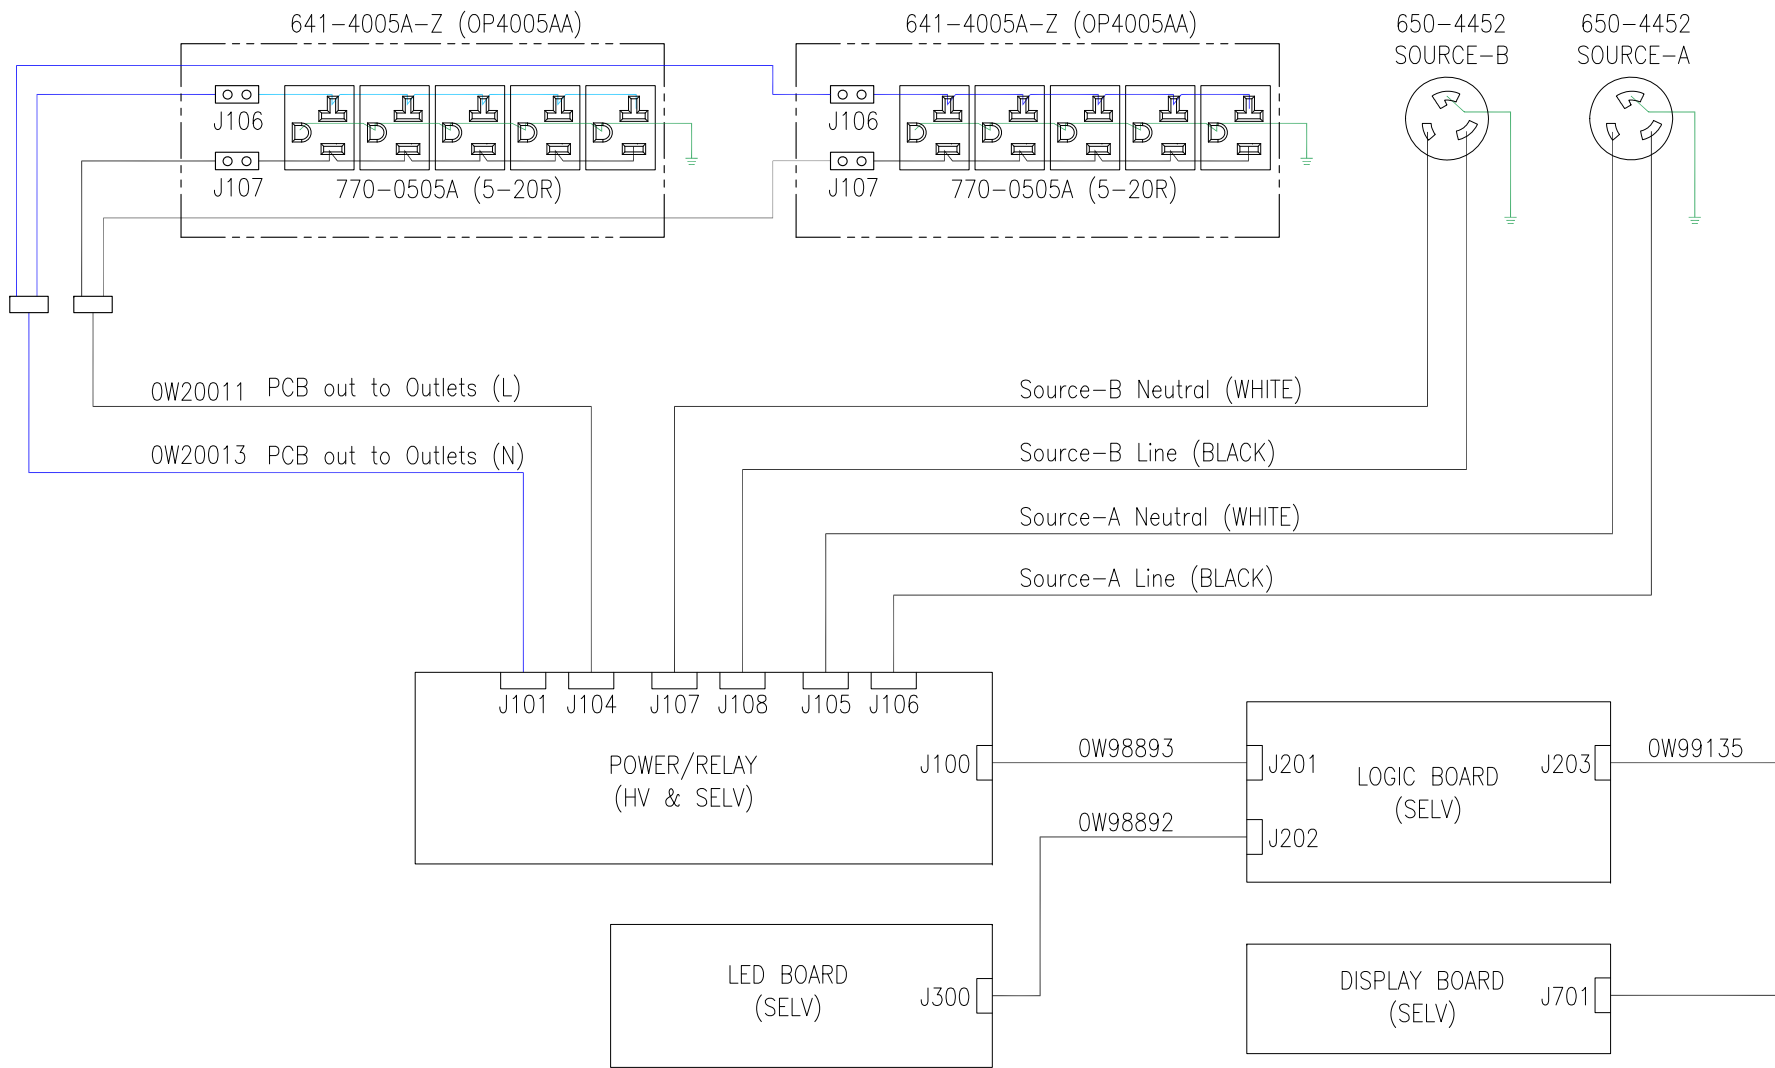 641-4005A-Z (OP4005AA)
641-4005A-Z (OP4005AA)
650-4452
SOURCE-B
650-4452
SOURCE-A
J106
J107
770-0505A (5-20R)
J106
J107
770-0505A (5-20R)
0W20011 PCB out to Outlets (L)
0W20013 PCB out to Outlets (N)
Source-B Neutral (WHITE)
Source-B Line (BLACK)
Source-A Neutral (WHITE)
Source-A Line (BLACK)
J101
J104
J107
J108
J105
J106
POWER/RELAY
(HV & SELV)
J100
0W98893
J201
LOGIC BOARD
(SELV)
J203
0W99135
0W98892
J202
LED BOARD
(SELV)
J300
DISPLAY BOARD
(SELV)
J701